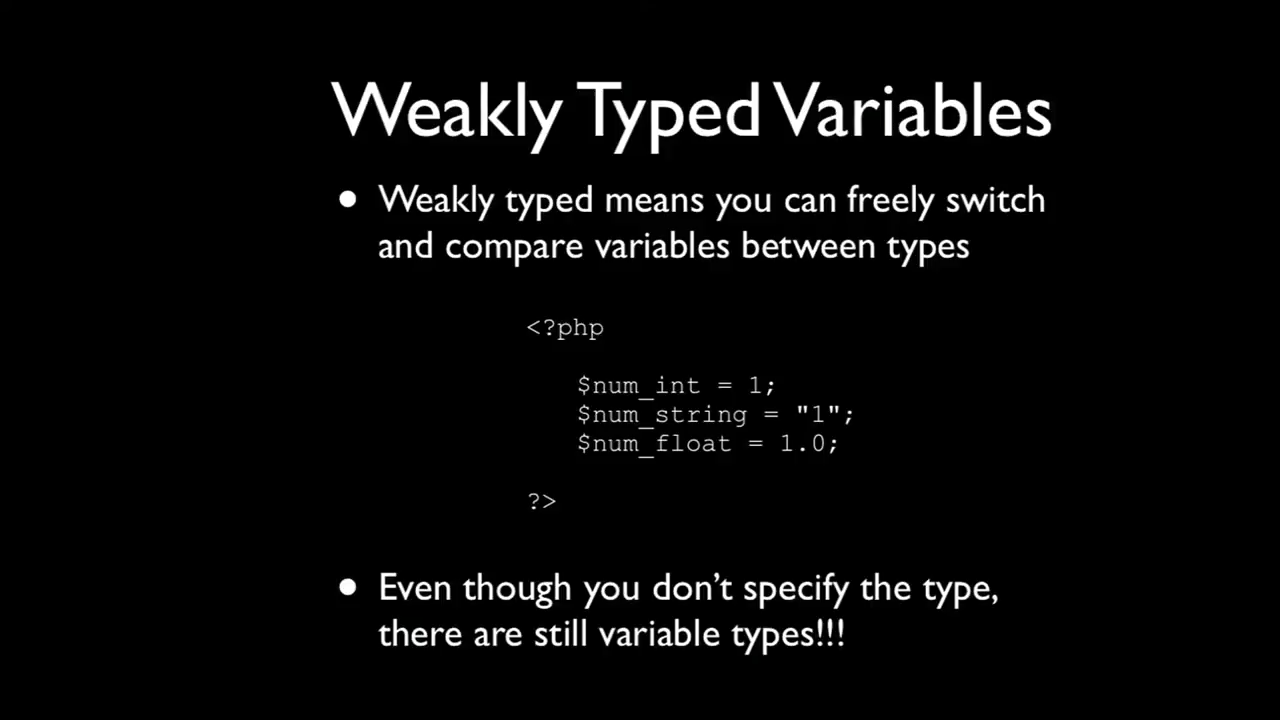 Weakly Typed Variables
• Weakly typed means you can freely switch
and compare variables between types
<?php
$num_int = 1;
$num_string = "1";
$num_float = 1.0;
?>
• Even though you don’t specify the type,
there are still variable types!!!